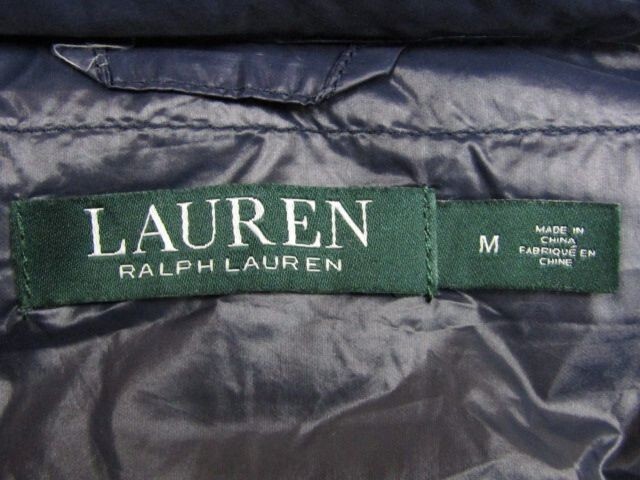 LAUREN
RALPH LAUREN
M
MADE IN
CHINA
FABRIQUÉ EN
CHINE